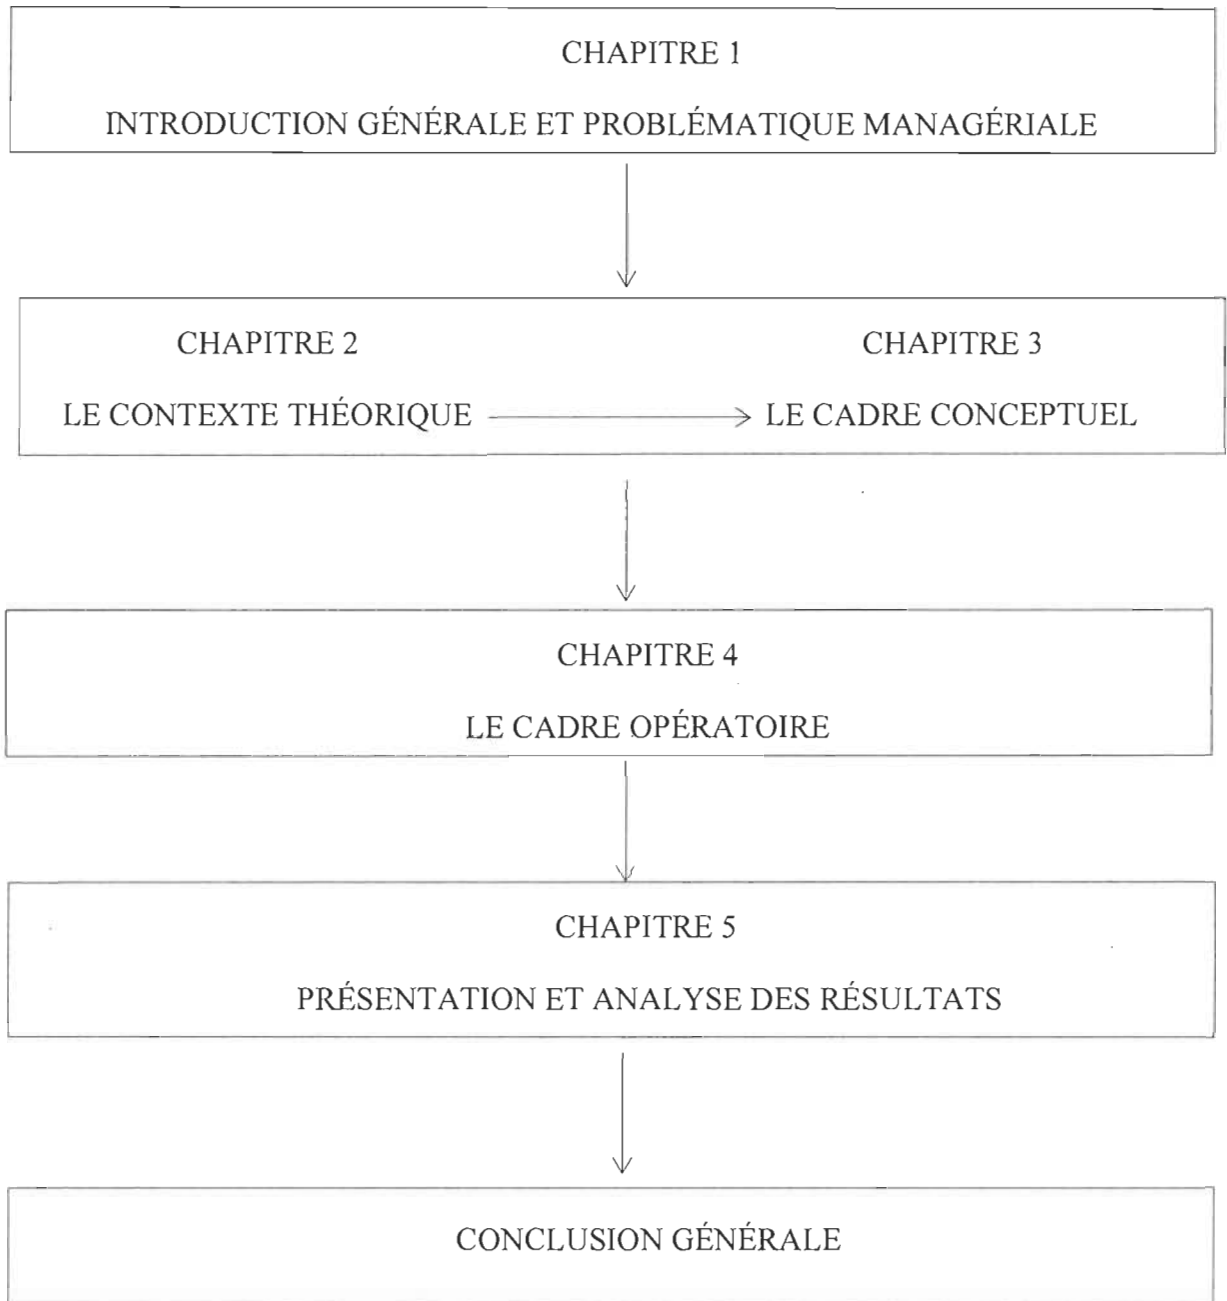 CHAPITRE 1
INTRODUCTION GÉNÉRALE ET PROBLÉMATIQUE MANAGÉRIALE
CHAPITRE 2
LE CONTEXTE THÉORIQUE
CHAPITRE 3
LE CADRE CONCEPTUEL
CHAPITRE 4
LE CADRE OPÉRATOIRE
CHAPITRE 5
PRÉSENTATION ET ANALYSE DES RÉSULTATS
CONCLUSION GÉNÉRALE